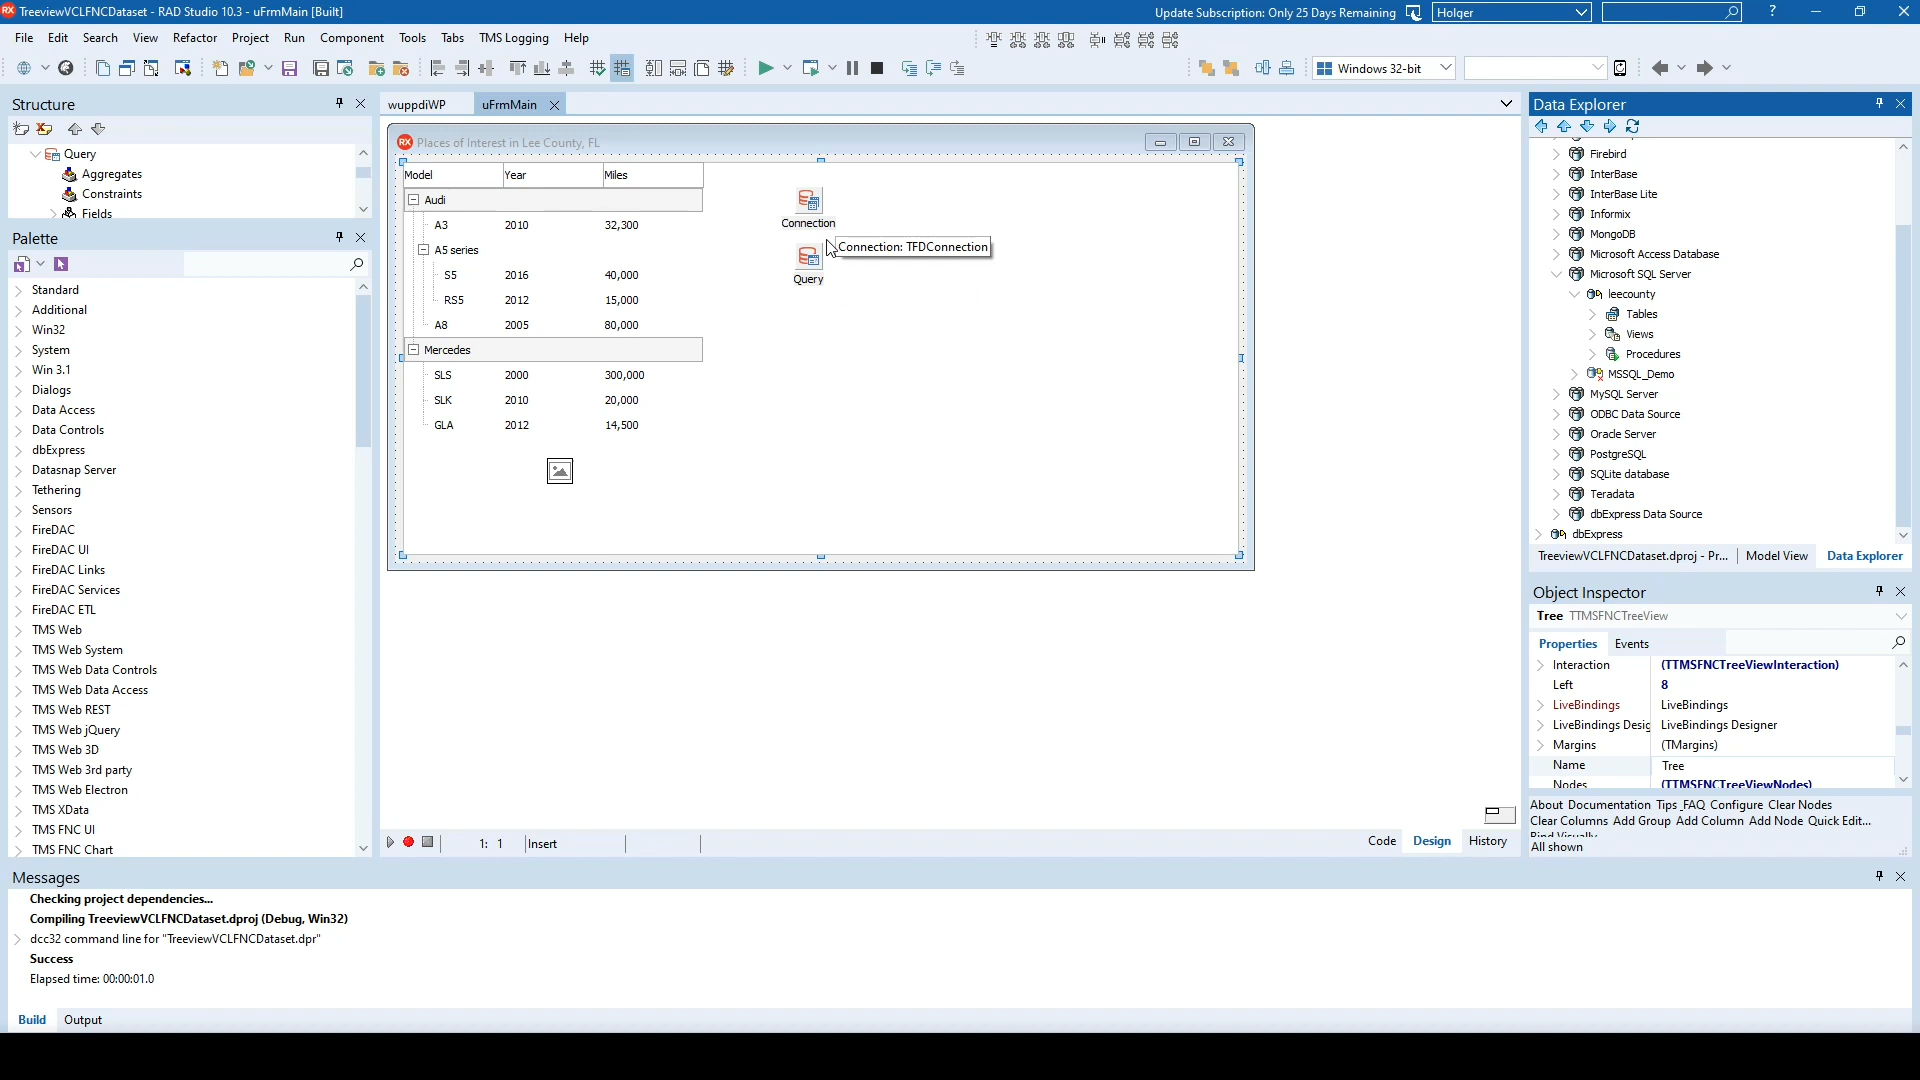 TreeviewVCLFNCDataset - RAD Studio 10.3 - uFrmMain [Built]
Update Subscription: Only 25 Days Remaining
Holger
?
File Edit Search View Refactor Project Run Component Tools Tabs TMS Logging Help
Windows 32-bit
Structure
Query
Aggregates
Constraints
Fields
Palette
Standard
Additional
Win32
System
Win 3.1
Dialogs
Data Access
Data Controls
dbExpress
Datasnap Server
Tethering
Sensors
FireDAC
FireDAC UI
FireDAC Links
FireDAC Services
FireDAC ETL
TMS Web
TMS Web System
TMS Web Data Controls
TMS Web Data Access
TMS Web REST
TMS Web jQuery
TMS Web 3D
TMS Web 3rd party
TMS Web Electron
TMS XData
TMS FNC UI
TMS FNC Chart
wuppdiWP uFrmMain
RX Places of Interest in Lee County, FL
Model Year Miles
Audi
A3 2010 32,300
A5 series
S5 2016 40,000
RS5 2012 15,000
A8 2005 80,000
Mercedes
SLS 2000 300,000
SLK 2010 20,000
GLA 2012 14,500
Connection
Connection: TFDConnection
Query
1: 1 Insert
Code Design History
Data Explorer
Firebird
InterBase
InterBase Lite
Informix
MongoDB
Microsoft Access Database
Microsoft SQL Server
leecounty
Tables
Views
Procedures
MSSQL_Demo
MySQL Server
ODBC Data Source
Oracle Server
PostgreSQL
SQLite database
Teradata
dbExpress Data Source
dbExpress
TreeviewVCLFNCDataset.dproj - Pr... Model View Data Explorer
Object Inspector
Tree TTMSFNCTreeView
Properties Events
Interaction (TTMSFNCTreeViewInteraction)
Left 8
LiveBindings LiveBindings
LiveBindings Desig LiveBindings Designer
Margins (TMargins)
Name Tree
Nodes (TTMSFNCTreeViewNodes)
About Documentation Tips_FAQ Configure Clear Nodes
Clear Columns Add Group Add Column Add Node Quick Edit...
Bind Visually...
All shown
Messages
Checking project dependencies...
Compiling TreeviewVCLFNCDataset.dproj (Debug, Win32)
dcc32 command line for "TreeviewVCLFNCDataset.dpr"
Success
Elapsed time: 00:00:01.0
Build Output